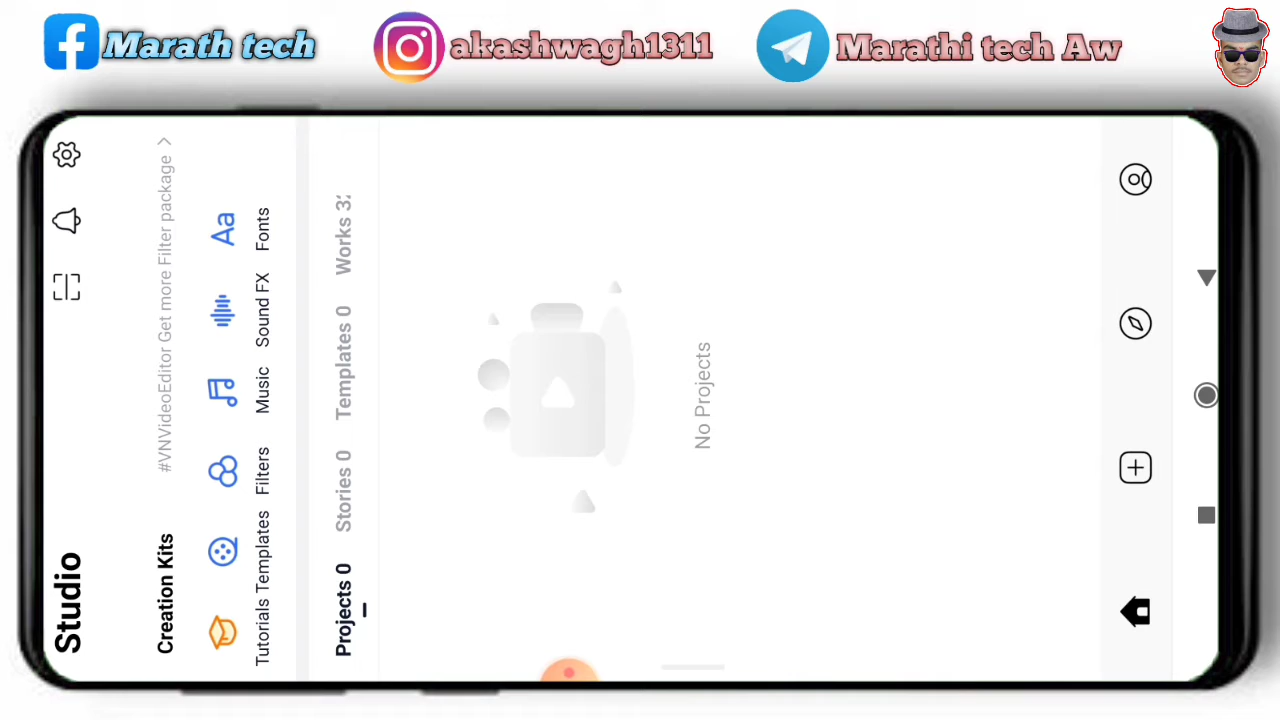 Marath tech
akashwagh1311
Marathi tech Aw
Studio
Creation Kits
#VNVideoEditor Get more Filter package >
Tutorials
Templates
Filters
Music
Sound FX
Fonts
Projects 0
Stories 0
Templates 0
Works
No Projects